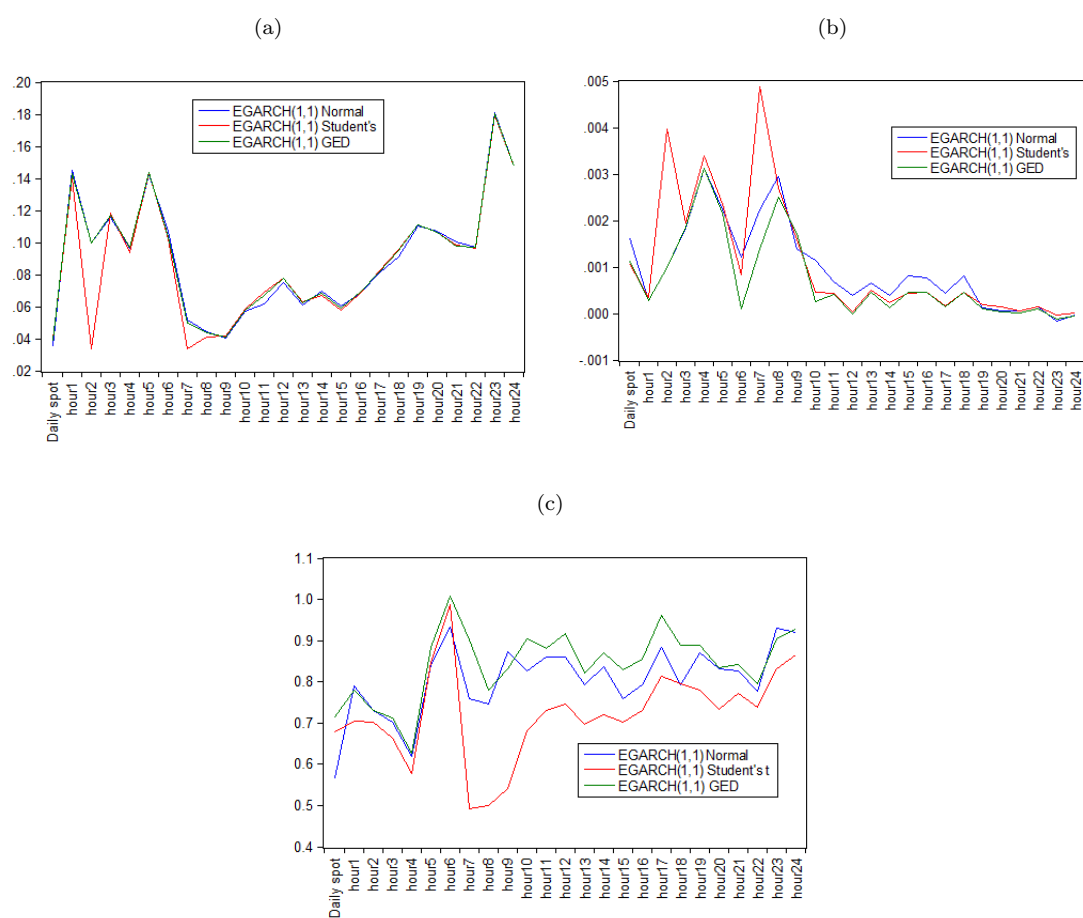 (a)
.20
.18
.16
.14
.12
.10
.08
.06
.04
.02
EGARCH(1,1) Normal
EGARCH(1,1) Student's
EGARCH(1,1) GED
Daily spot
hour1
hour2
hour3
hour4
hour5
hour6
hour7
hour8
hour9
hour10
hour11
hour12
hour13
hour14
hour15
hour16
hour17
hour18
hour19
hour20
hour21
hour22
hour23
hour24
(b)
.005
.004
.003
.002
.001
.000
-.001
EGARCH(1,1) Normal
EGARCH(1,1) Student's
EGARCH(1,1) GED
Daily spot
hour1
hour2
hour3
hour4
hour5
hour6
hour7
hour8
hour9
hour10
hour11
hour12
hour13
hour14
hour15
hour16
hour17
hour18
hour19
hour20
hour21
hour22
hour23
hour24
(c)
1.1
1.0
0.9
0.8
0.7
0.6
0.5
0.4
EGARCH(1,1) Normal
EGARCH(1,1) Student's t
EGARCH(1,1) GED
Daily spot
hour1
hour2
hour3
hour4
hour5
hour6
hour7
hour8
hour9
hour10
hour11
hour12
hour13
hour14
hour15
hour16
hour17
hour18
hour19
hour20
hour21
hour22
hour23
hour24